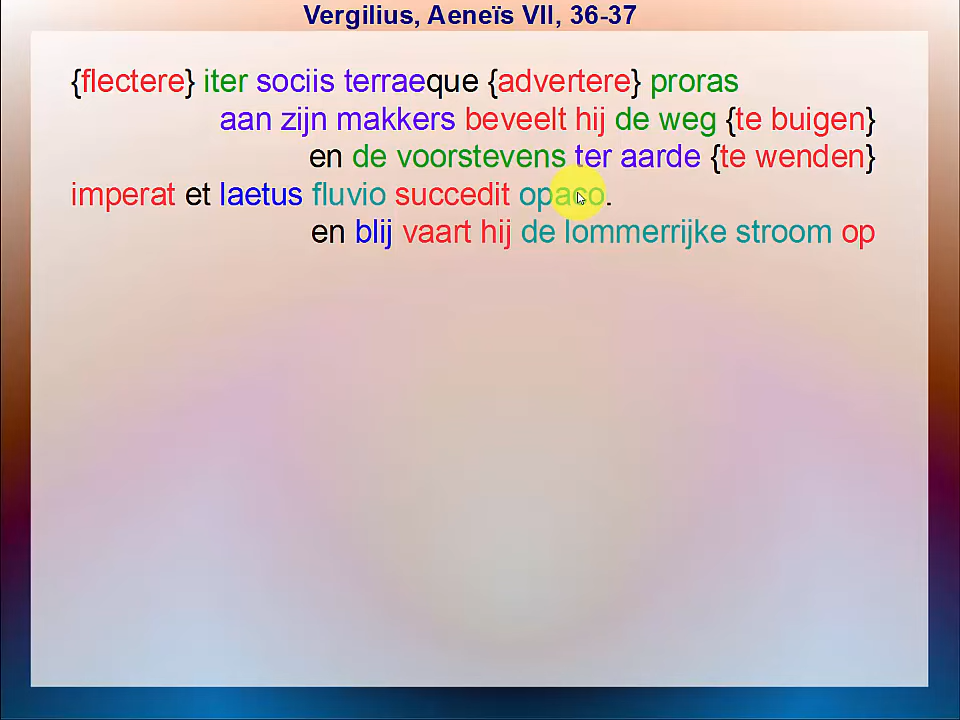 Vergilius, Aeneïs VII, 36-37
{flectere} iter sociis terraeque {advertere} proras
aan zijn makkers beveelt hij de weg {te buigen}
en de voorstevens ter aarde {te wenden}
imperat et laetus fluvio succedit opaco.
en blij vaart hij de lommerrijke stroom op